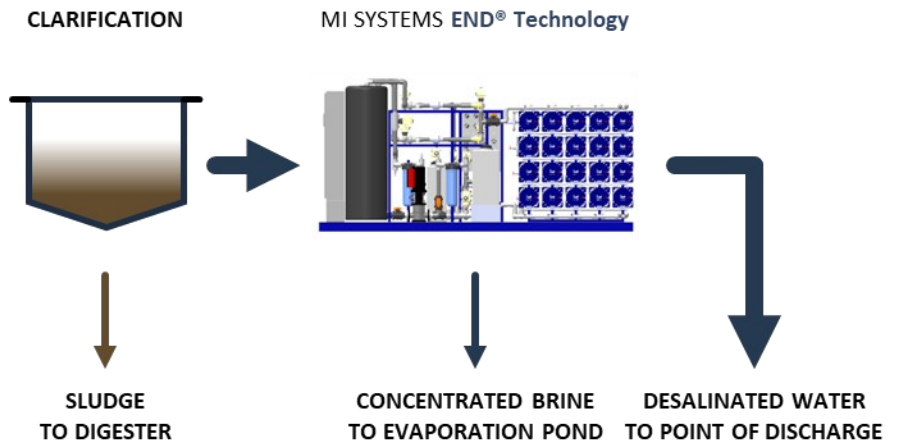 CLARIFICATION
MI SYSTEMS END® Technology
SLUDGE
TO DIGESTER
CONCENTRATED BRINE
TO EVAPORATION POND
DESALINATED WATER
TO POINT OF DISCHARGE